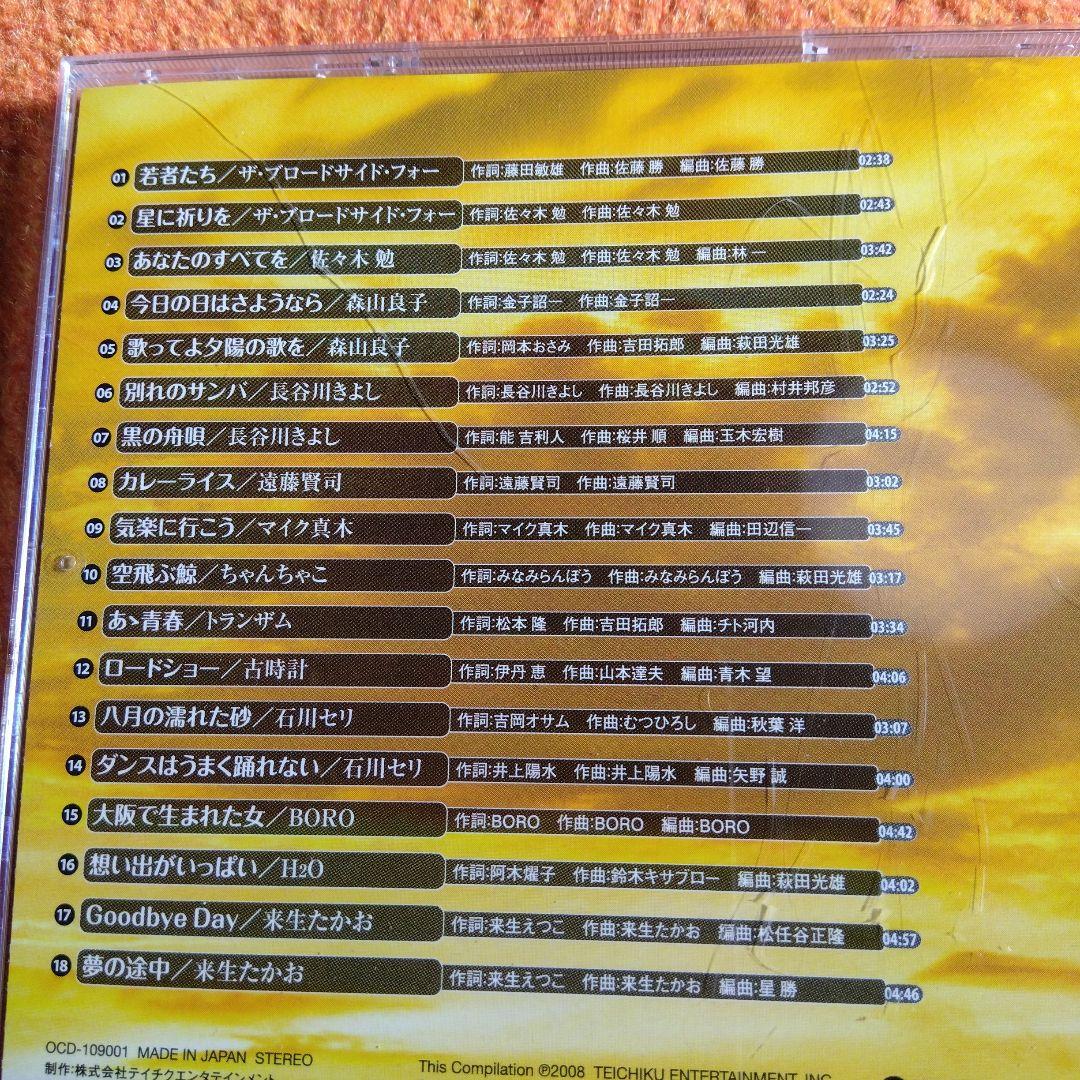 01 若者たち／ザ・ブロードサイド・フォー 作詞:藤田敏雄 作曲:佐藤 勝 編曲:佐藤 勝 02:38
02 星に祈りを／ザ・ブロードサイド・フォー 作詞:佐々木 勉 作曲:佐々木 勉 02:43
03 あなたのすべてを／佐々木 勉 作詞:佐々木 勉 作曲:佐々木 勉 編曲:林 一 03:42
04 今日の日はさようなら／森山良子 作詞:金子詔一 作曲:金子詔一 02:24
05 歌ってよ夕陽の歌を／森山良子 作詞:岡本おさみ 作曲:吉田拓郎 編曲:萩田光雄 03:25
06 別れのサンバ／長谷川きよし 作詞:長谷川きよし 作曲:長谷川きよし 編曲:村井邦彦 02:52
07 黒の舟唄／長谷川きよし 作詞:能 吉利人 作曲:桜井 順 編曲:玉木宏樹 04:15
08 カレーライス／遠藤賢司 作詞:遠藤賢司 作曲:遠藤賢司 03:02
09 気楽に行こう／マイク真木 作詞:マイク真木 作曲:マイク真木 編曲:田辺信一 03:45
10 空飛ぶ鯨／ちゃんちゃこ 作詞:みなみらんぼう 作曲:みなみらんぼう 編曲:萩田光雄 03:17
11 あゝ青春／トランザム 作詞:松本 隆 作曲:吉田拓郎 編曲:チト河内 03:34
12 ロードショー／古時計 作詞:伊丹 恵 作曲:山本達夫 編曲:青木 望 04:06
13 八月の濡れた砂／石川セリ 作詞:吉岡オサム 作曲:むつひろし 編曲:秋葉 洋 03:07
14 ダンスはうまく踊れない／石川セリ 作詞:井上陽水 作曲:井上陽水 編曲:矢野 誠 04:00
15 大阪で生まれた女／BORO 作詞:BORO 作曲:BORO 編曲:BORO 04:42
16 想い出がいっぱい／H2O 作詞:阿木燿子 作曲:鈴木キサブロー 編曲:萩田光雄 04:02
17 Goodbye Day／来生たかお 作詞:来生えつこ 作曲:来生たかお 編曲:松任谷正隆 04:57
18 夢の途中／来生たかお 作詞:来生えつこ 作曲:来生たかお 編曲:星 勝 04:46
OCD-109001 MADE IN JAPAN STEREO
制作:株式会社テイチクエンタテインメント
This Compilation ℗2008 TEICHIKU ENTERTAINMENT, INC.